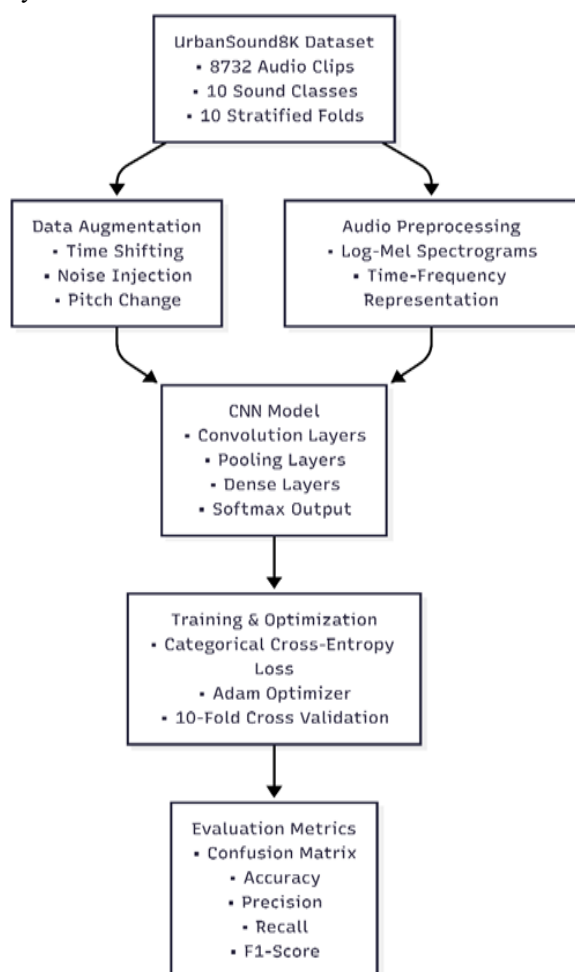 UrbanSound8K Dataset
▪ 8732 Audio Clips
▪ 10 Sound Classes
▪ 10 Stratified Folds
Data Augmentation
▪ Time Shifting
▪ Noise Injection
▪ Pitch Change
Audio Preprocessing
▪ Log-Mel Spectrograms
▪ Time-Frequency
Representation
CNN Model
▪ Convolution Layers
▪ Pooling Layers
▪ Dense Layers
▪ Softmax Output
Training & Optimization
▪ Categorical Cross-Entropy
Loss
▪ Adam Optimizer
▪ 10-Fold Cross Validation
Evaluation Metrics
▪ Confusion Matrix
▪ Accuracy
▪ Precision
▪ Recall
▪ F1-Score